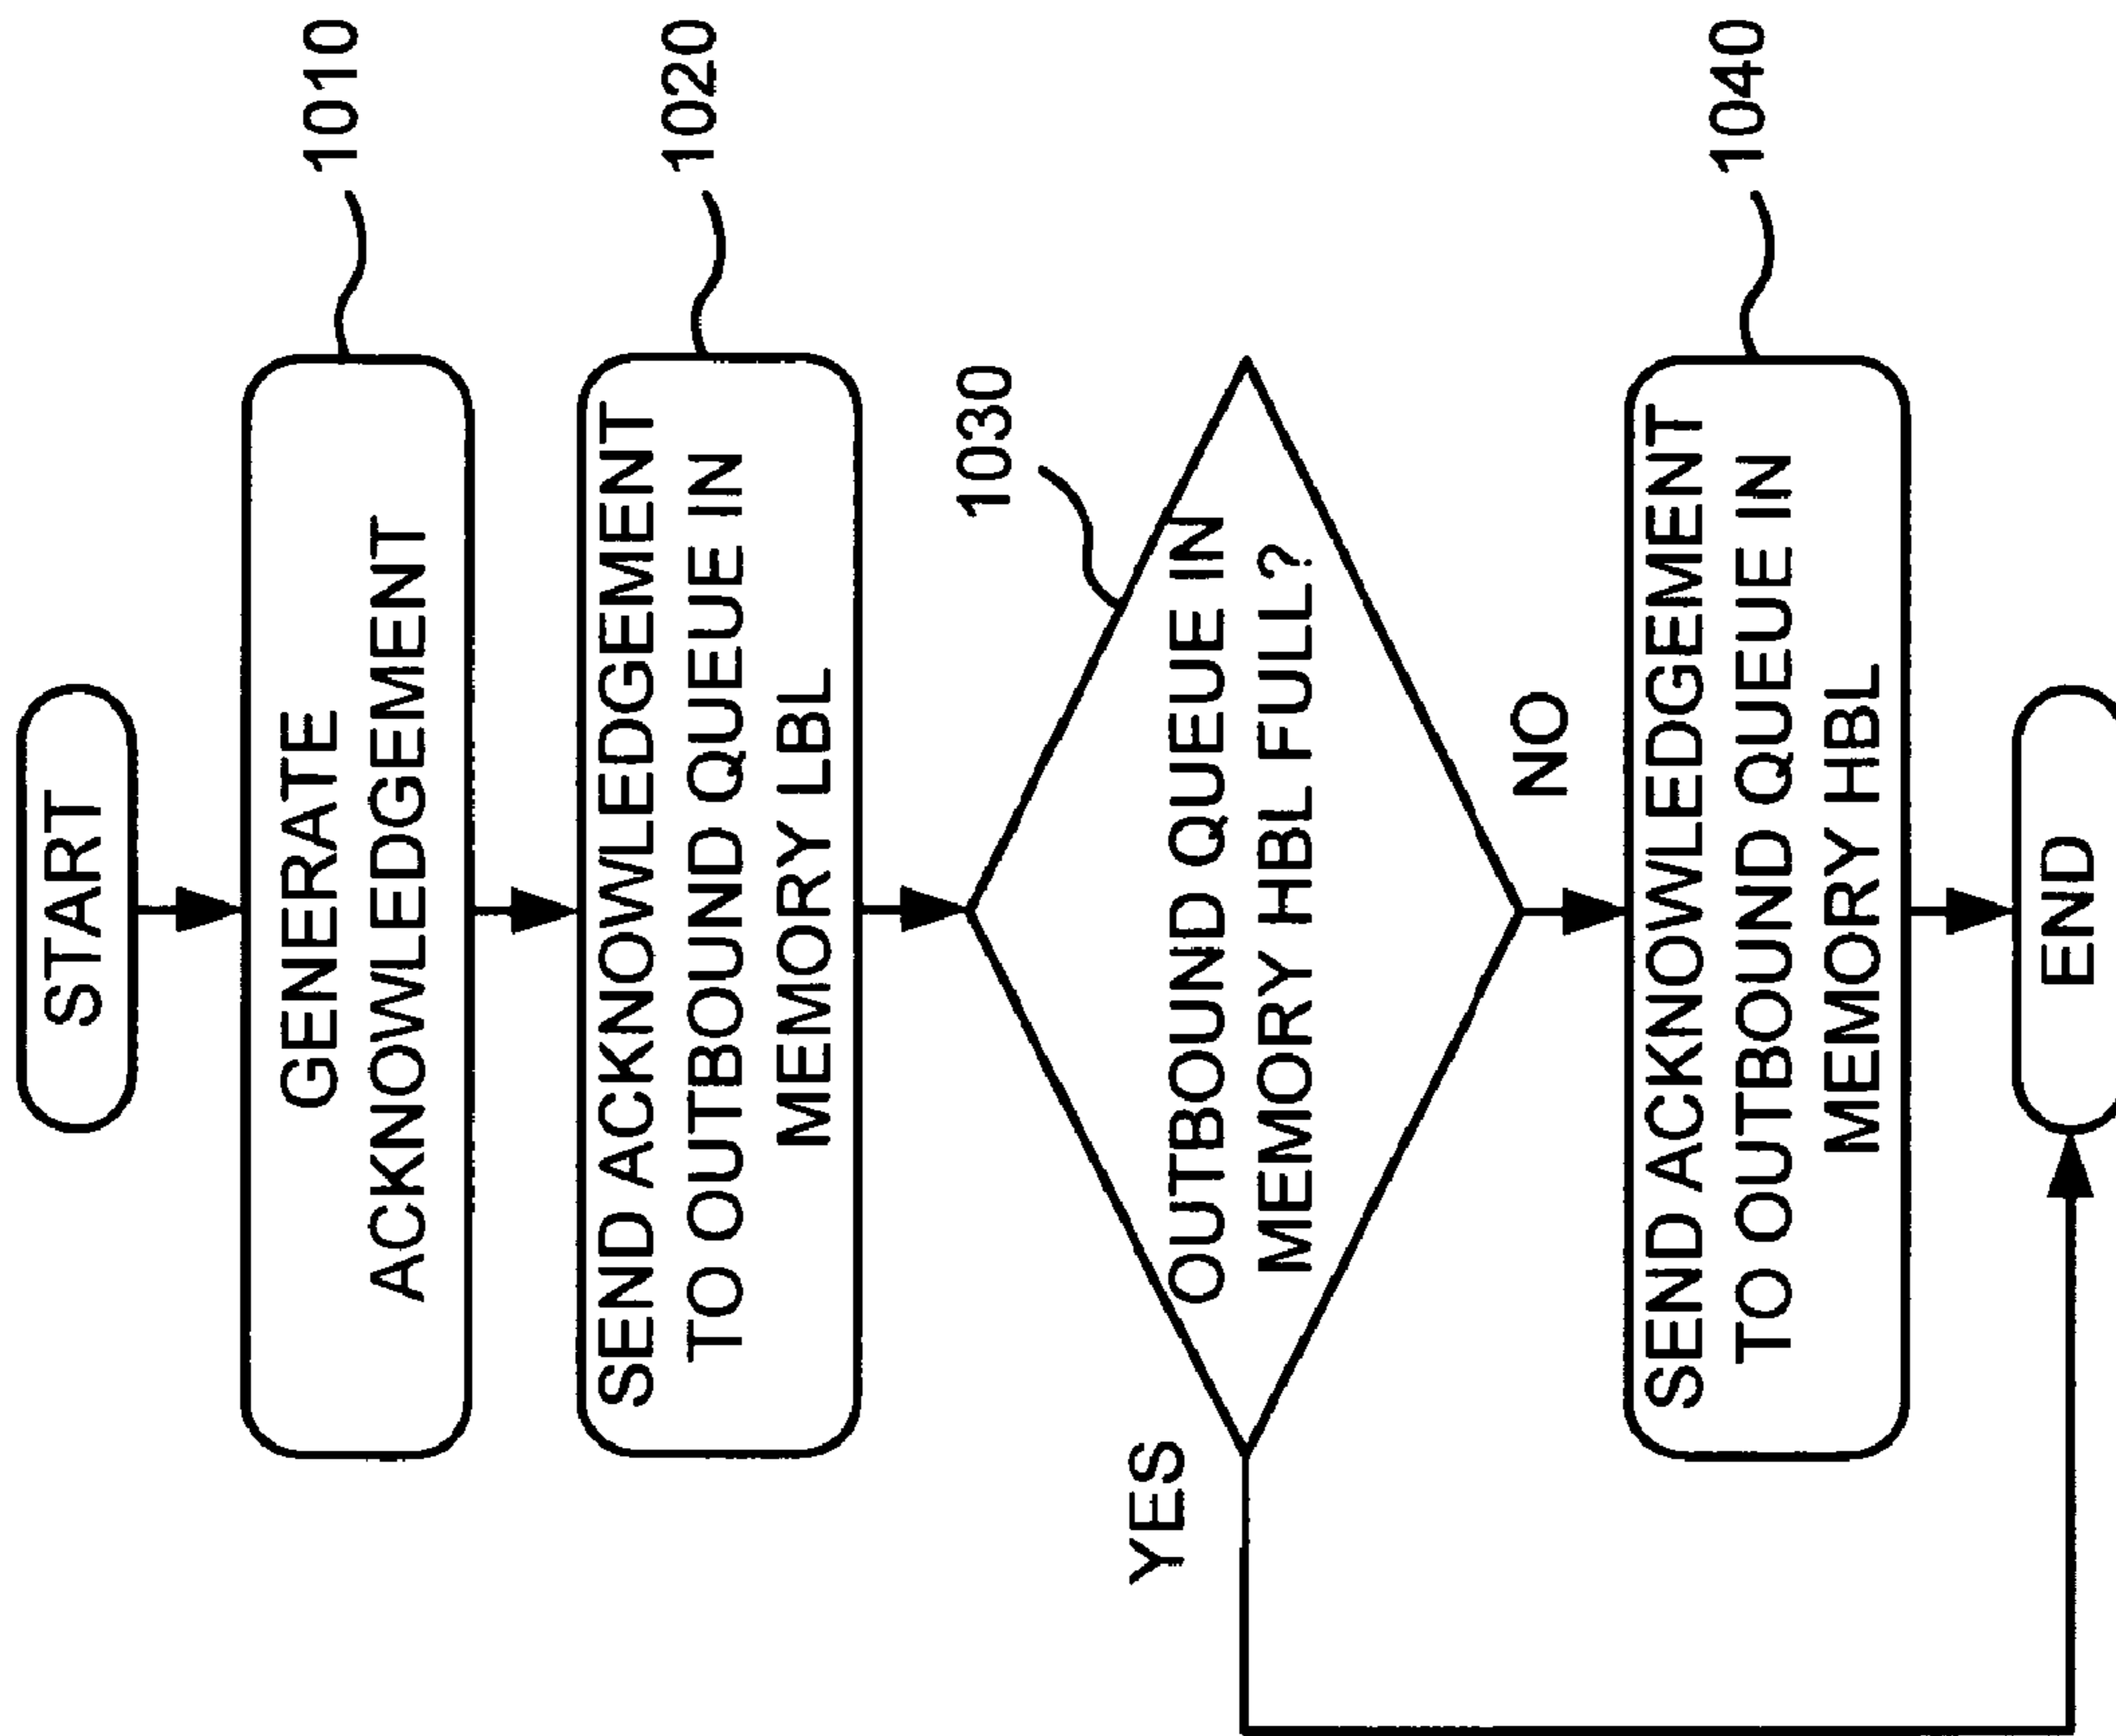 START
GENERATE
ACKNOWLEDGEMENT
1010
SEND ACKNOWLEDGEMENT
TO OUTBOUND QUEUE IN
MEMORY LBL
1020
OUTBOUND QUEUE IN
MEMORY HBL FULL?
1030
YES
NO
SEND ACKNOWLEDGEMENT
TO OUTBOUND QUEUE IN
MEMORY HBL
1040
END